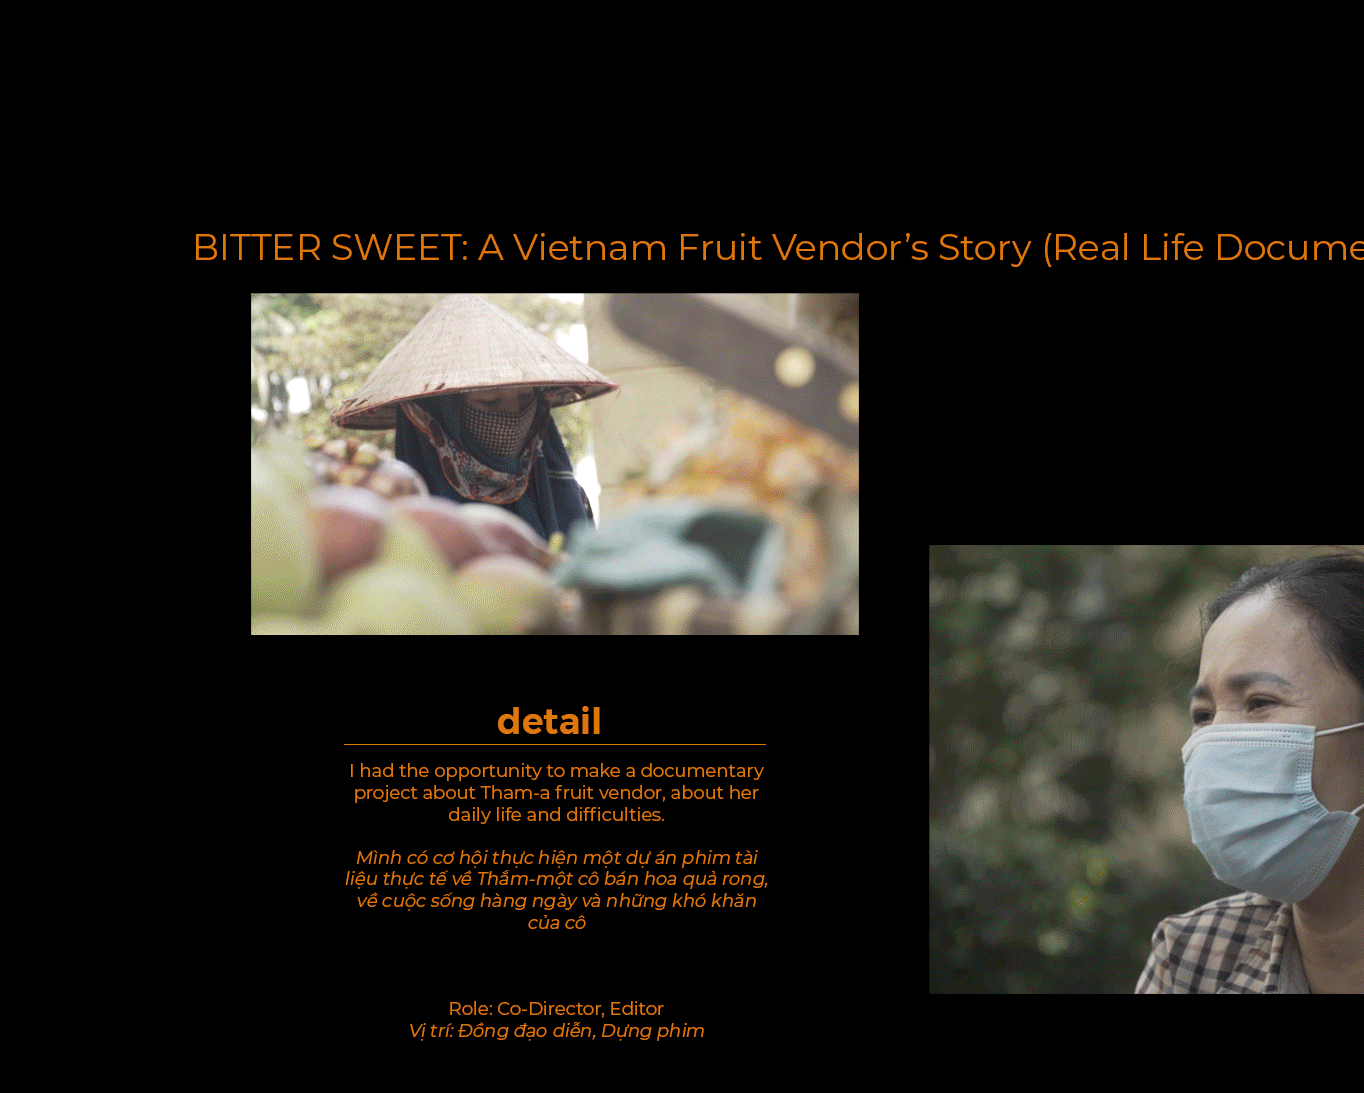 BITTER SWEET: A Vietnam Fruit Vendor’s Story (Real Life Docume
detail
I had the opportunity to make a documentary
project about Tham-a fruit vendor, about her
daily life and difficulties.
Mình có cơ hội thực hiện một dự án phim tài
liệu thực tế về Thắm-một cô bán hoa quả rong,
về cuộc sống hàng ngày và những khó khăn
của cô
Role: Co-Director, Editor
Vị trí: Đồng đạo diễn, Dựng phim